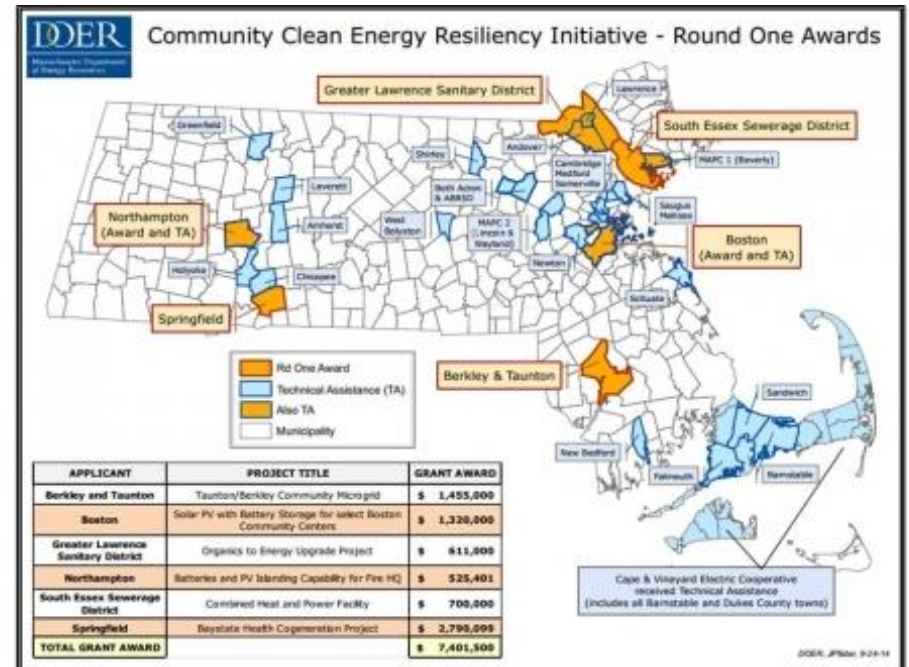 DOER
Massachusetts Department
of Energy Resources
Community Clean Energy Resiliency Initiative - Round One Awards
Greater Lawrence Sanitary District
Lawrence
South Essex Sewerage District
Greenfield
Shirley
Andover
MAPC 1 (Beverly)
Cambridge
Medford
Somerville
Leverett
Both Acton
& ABRSD
Saugus
Melrose
Northampton
(Award and TA)
Amherst
West
Boylston
MAPC 2
(Lincoln &
Wayland)
Boston
(Award and TA)
Newton
Holyoke
Chicopee
Scituate
Springfield
Rd One Award
Technical Assistance (TA)
Also TA
Municipality
Berkley & Taunton
Sandwich
New Bedford
Falmouth
Barnstable
APPLICANT PROJECT TITLE GRANT AWARD
Berkley and Taunton Taunton/Berkley Community Microgrid $ 1,455,000
Boston Solar PV with Battery Storage for select Boston Community Centers $ 1,320,000
Greater Lawrence Sanitary District Organics to Energy Upgrade Project $ 611,000
Northampton Batteries and PV Islanding Capability for Fire HQ $ 525,401
South Essex Sewerage District Combined Heat and Power Facility $ 700,000
Springfield Baystate Health Cogeneration Project $ 2,790,099
TOTAL GRANT AWARD $ 7,401,500
Cape & Vineyard Electric Cooperative
received Technical Assistance
(includes all Barnstable and Dukes County towns)
DOER, 9-24-14